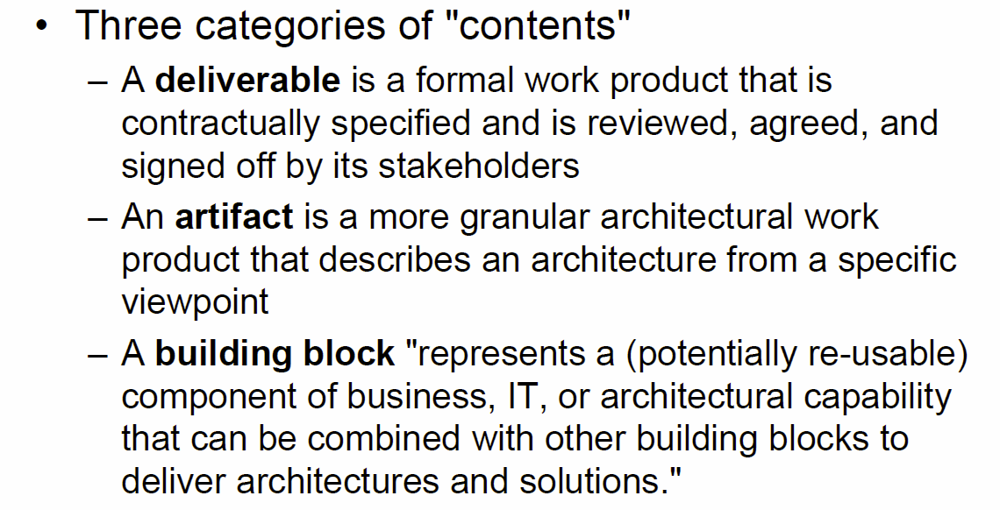 • Three categories of "contents"
– A deliverable is a formal work product that is
contractually specified and is reviewed, agreed, and
signed off by its stakeholders
– An artifact is a more granular architectural work
product that describes an architecture from a specific
viewpoint
– A building block "represents a (potentially re-usable)
component of business, IT, or architectural capability
that can be combined with other building blocks to
deliver architectures and solutions."